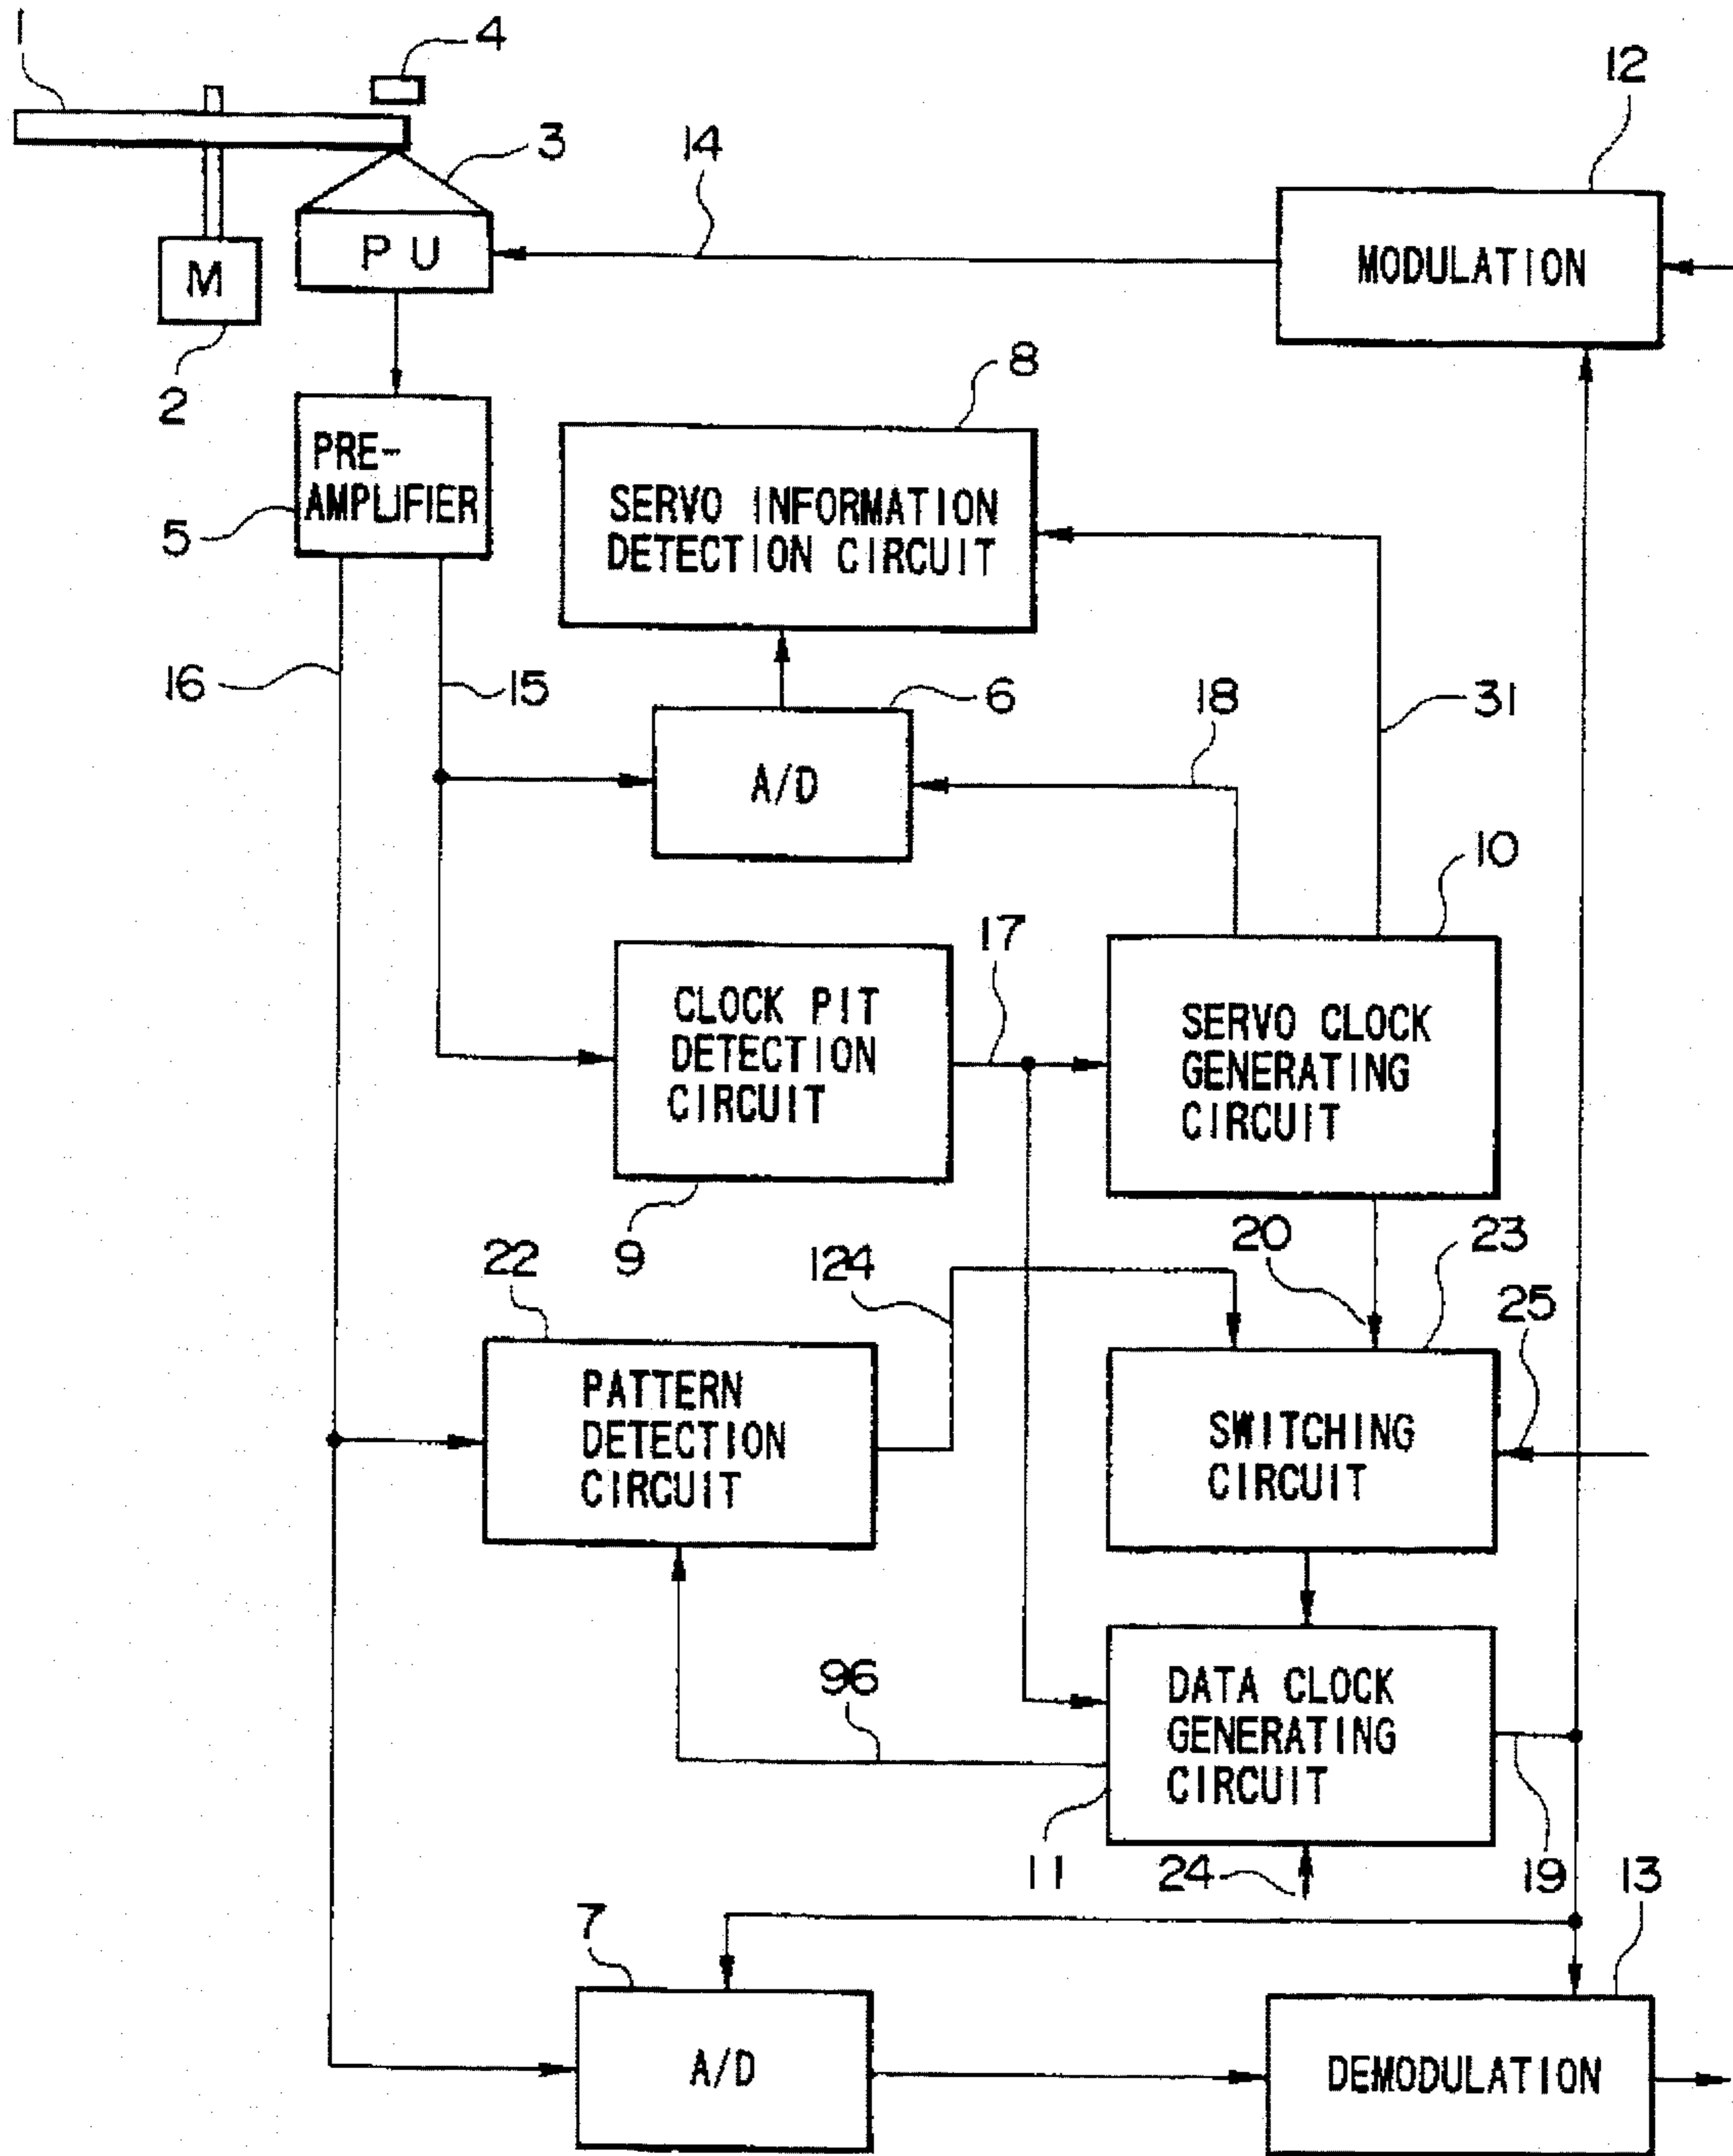 1
4
12
3
14
P U
M
MODULATION
2
8
PRE-
AMPLIFIER
5
SERVO INFORMATION
DETECTION CIRCUIT
16
15
6
18
31
A/D
10
17
CLOCK PIT
DETECTION
CIRCUIT
SERVO CLOCK
GENERATING
CIRCUIT
9
22
124
20
23
25
PATTERN
DETECTION
CIRCUIT
SWITCHING
CIRCUIT
96
DATA CLOCK
GENERATING
CIRCUIT
11
24
19
13
7
A/D
DEMODULATION